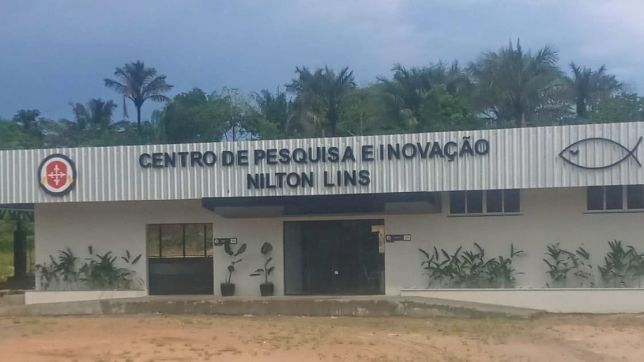 CENTRO DE PESQUISA E INOVAÇÃO
NILTON LINS